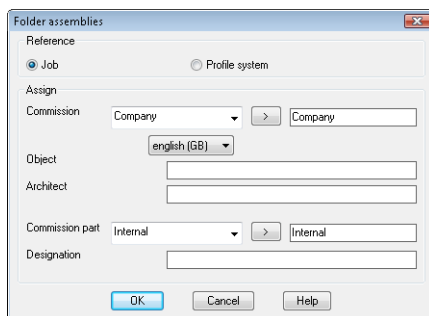 Folder assemblies
Reference
Job Profile system
Assign
Commission Company > Company
english (GB)
Object
Architect
Commission part Internal > Internal
Designation
OK Cancel Help